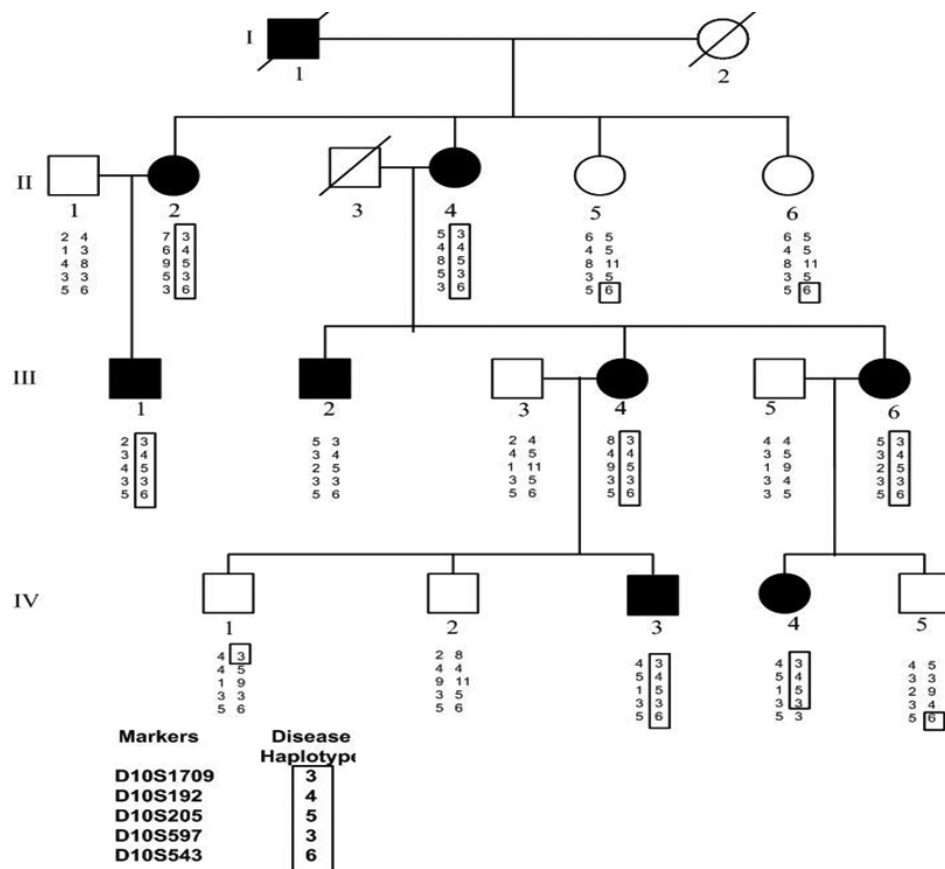 I
1
2
II
1 2 3 4 5 6
2 4 7 3 5 3 6 5 6 5
1 3 6 4 4 4 4 5 4 5
4 8 9 5 8 5 8 11 8 11
3 3 5 3 5 3 3 5 3 5
5 6 3 6 3 6 5 6 5 6
III
1 2 3 4 5 6
2 3 5 3 2 4 8 3 4 4 5 3
3 4 3 4 4 5 4 4 3 5 3 4
4 5 2 5 1 11 9 5 1 9 2 5
3 3 3 3 3 5 3 3 3 4 3 3
5 6 5 6 5 6 5 6 3 5 5 6
IV
1 2 3 4 5
4 3 2 8 4 3 4 3 4 5
4 5 4 4 5 4 5 4 3 3
1 9 9 11 1 5 1 5 2 9
3 3 3 5 3 3 3 3 3 4
5 6 5 6 5 6 5 3 5 6
Markers Disease
Haplotype
D10S1709 3
D10S192 4
D10S205 5
D10S597 3
D10S543 6